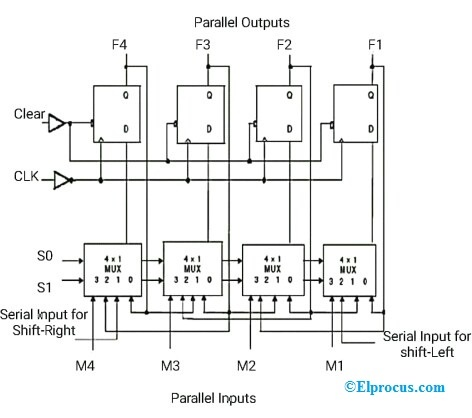 Parallel Outputs
F4 F3 F2 F1
Q Q Q Q
Clear
D D D D
CLK
S0 4 x 1 4 x 1 4 x 1 4 x 1
MUX MUX MUX MUX
S1 3 2 1 0 3 2 1 0 3 2 1 0 3 2 1 0
Serial Input for
Shift-Right
Serial Input for
shift-Left
M4 M3 M2 M1
©Elprocus.com
Parallel Inputs